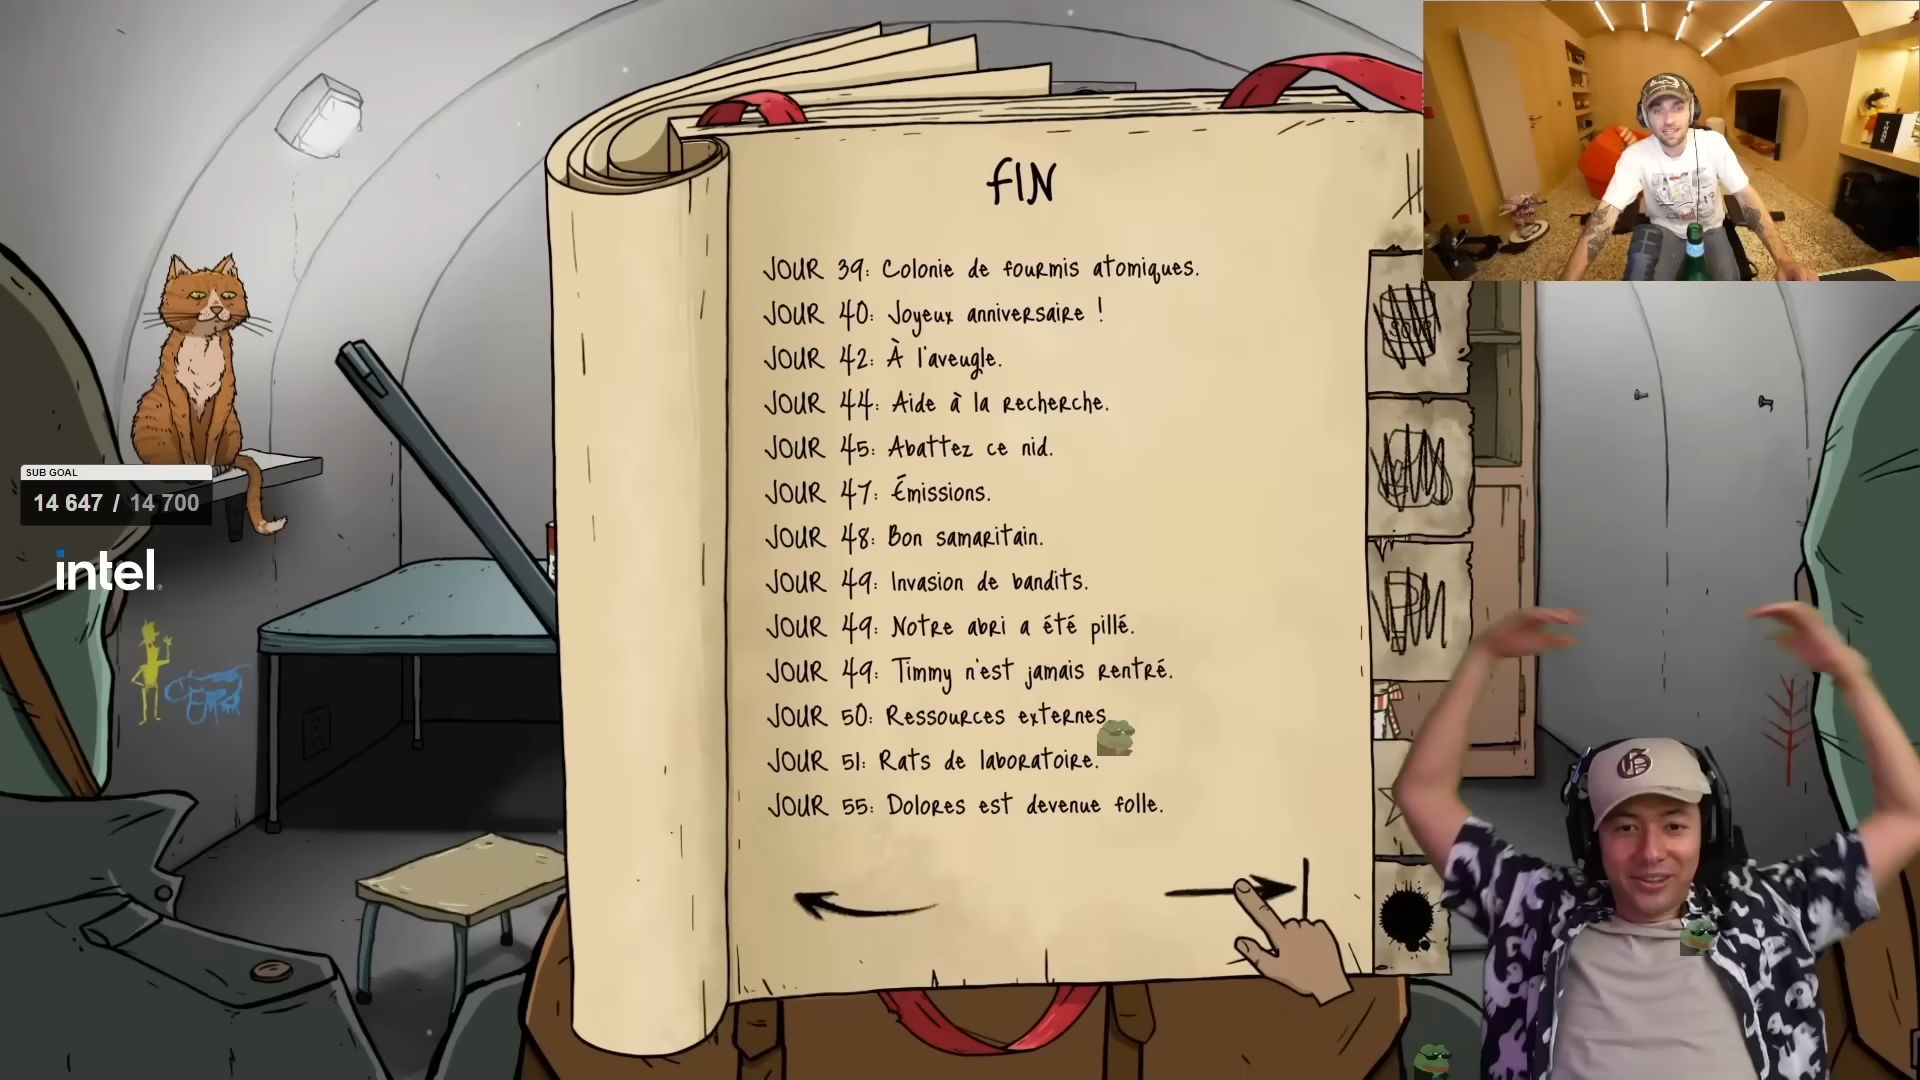 FIN
JOUR 39: Colonie de fourmis atomiques.
JOUR 40: Joyeux anniversaire !
JOUR 42: À l'aveugle.
JOUR 44: Aide à la recherche.
JOUR 45: Abattez ce nid.
JOUR 47: Émissions.
JOUR 48: Bon samaritain.
JOUR 49: Invasion de bandits.
JOUR 49: Notre abri a été pillé.
JOUR 49: Timmy n'est jamais rentré.
JOUR 50: Ressources externes
JOUR 51: Rats de laboratoire.
JOUR 55: Dolores est devenue folle.
SUB GOAL
14 647 / 14 700
intel
SOUP
G